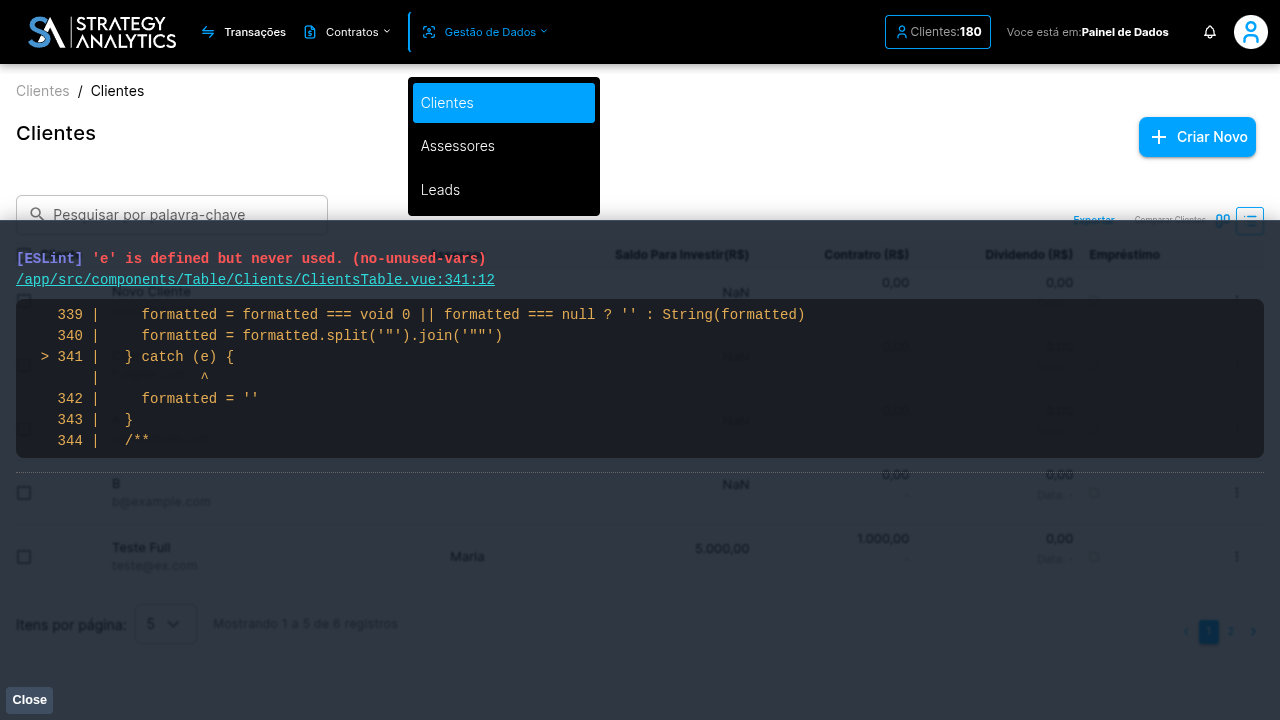 STRATEGY ANALYTICS
Transações
Contratos
Gestão de Dados
Clientes:180
Voce está em:Painel de Dados
Clientes / Clientes
Clientes
Assessores
Leads
Clientes
Criar Novo
Pesquisar por palavra-chave
Exportar
Comparar Clientes
Saldo Para Investir(R$)
Contratro (R$)
Dividendo (R$)
Empréstimo
[ESLint] 'e' is defined but never used. (no-unused-vars)
/app/src/components/Table/Clients/ClientsTable.vue:341:12
Novo Cliente
NaN
0,00
0,00
339 |     formatted = formatted === void 0 || formatted === null ? '' : String(formatted)
340 |     formatted = formatted.split('"').join('""')
> 341 |   } catch (e) {
|            ^
342 |     formatted = ''
343 |   }
344 |   /**
B
b@example.com
NaN
0,00
0,00
Data: -
Teste Full
teste@ex.com
Maria
5.000,00
1.000,00
0,00
Data: -
Itens por página:
5
Mostrando 1 a 5 de 6 registros
< 1 2 >
Close